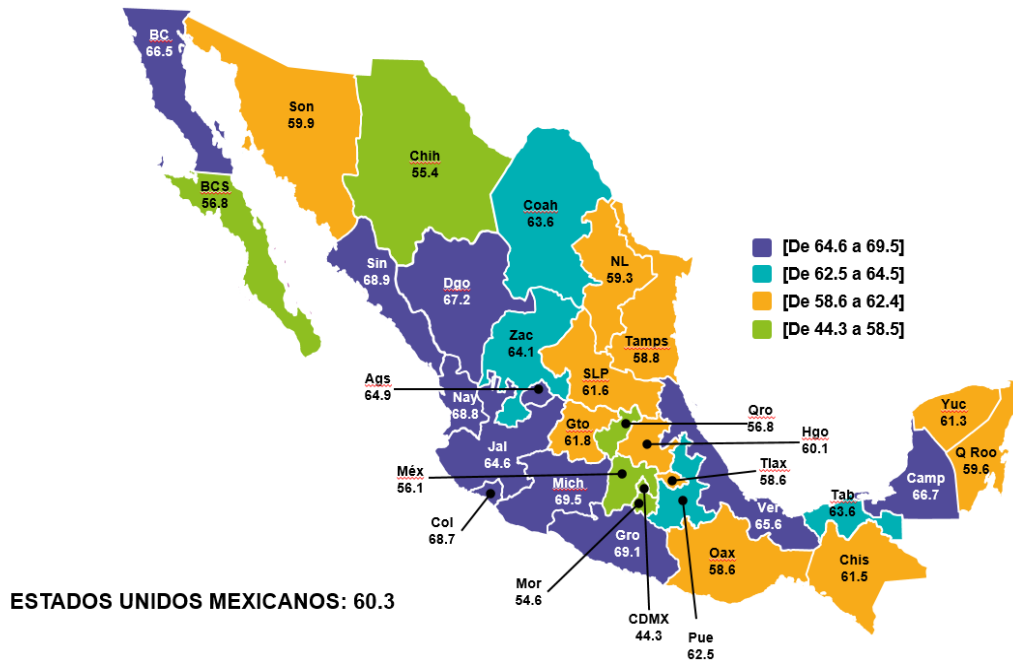 BC
66.5
Son
59.9
Chih
55.4
BCS
56.8
Coah
63.6
[De 64.6 a 69.5]
[De 62.5 a 64.5]
[De 58.6 a 62.4]
[De 44.3 a 58.5]
NL
59.3
Sin
68.9
Dgo
67.2
Zac
64.1
Tamps
58.8
Ags
64.9
SLP
61.6
Nay
68.8
Qro
56.8
Yuc
61.3
Gto
61.8
Hgo
60.1
Jal
64.6
Q Roo
59.6
Méx
56.1
Tlax
58.6
Mich
69.5
Camp
66.7
Col
68.7
Ver
65.6
Tab
63.6
Gro
69.1
Oax
58.6
Chis
61.5
Mor
54.6
ESTADOS UNIDOS MEXICANOS: 60.3
CDMX
44.3
Pue
62.5